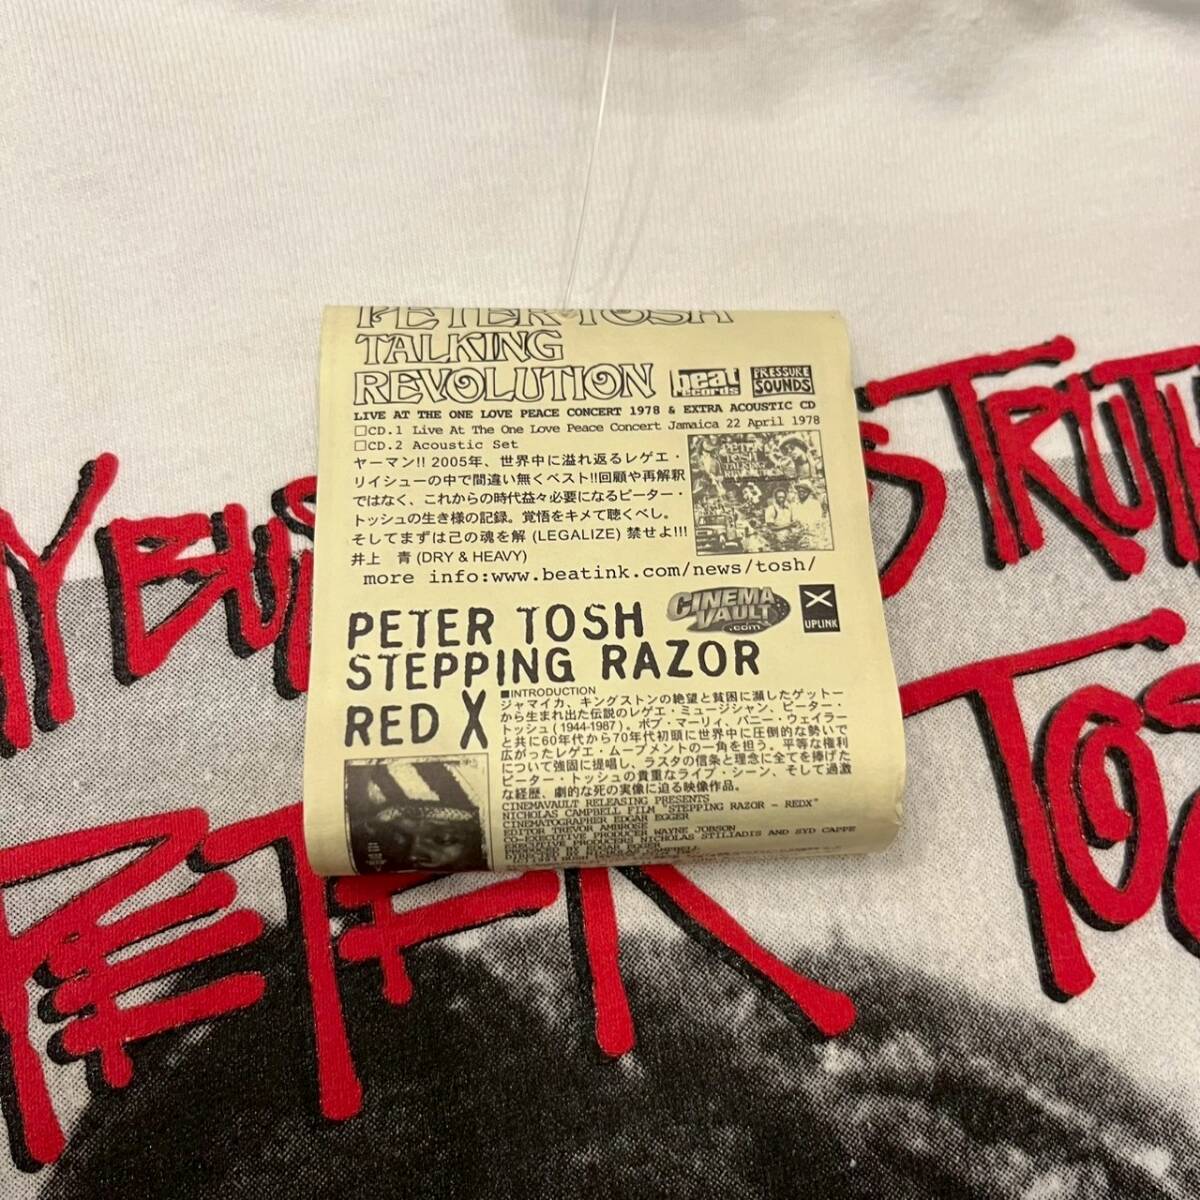 PETER TOSH
TALKING
REVOLUTION
beat records
PRESSURE SOUNDS
LIVE AT THE ONE LOVE PEACE CONCERT 1978 & EXTRA ACOUSTIC CD
□CD.1 Live At The One Love Peace Concert Jamaica 22 April 1978
□CD.2 Acoustic Set
ヤーマン!! 2005年、世界中に溢れ返るレゲエ・
リイシューの中で間違い無くベスト!!回顧や再解釈
ではなく、これからの時代益々必要になるピーター・
トッシュの生き様の記録。覚悟をキメて聴くべし。
そしてまずは己の魂を解 (LEGALIZE) 禁せよ!!!
井上 青 (DRY & HEAVY)
more info:www.beatink.com/news/tosh/
PETER TOSH
STEPPING RAZOR
RED X
CINEMA
VAULT
.com
X
UPLINK
■INTRODUCTION
ジャマイカ、キングストンの絶望と貧困に瀕したゲットー
から生まれ出た伝説のレゲエ・ミュージシャン、ピーター・
トッシュ (1944-1987) 。ボブ・マーリィ、バニー・ウェイラー
と共に60年代から70年代初頭に世界中に圧倒的な勢いで
広がったレゲエ・ムーブメントの一角を担う。平等な権利
について強固に提唱し、ラスタの信条と理念に全てを捧げた
ピーター・トッシュの貴重なライブ・シーン、そして過激
な経歴、劇的な死の実像に迫る映像作品。
CINEMAVAULT RELEASING PRESENTS
NICHOLAS CAMPBELL FILM "STEPPING RAZOR - REDX"
CINEMATOGRAPHER EDGAR EGGER
EDITOR TREVOR AMBROSE
CO-EXECUTIVE PRODUCER WAYNE JOBSON
EXECUTIVE PRODUCERS NICHOLAS STILIADIS AND SYD CAPPE
PRODUCED BY EDGAR EGGER
MY BUS
S TRUTH
PETER TOS